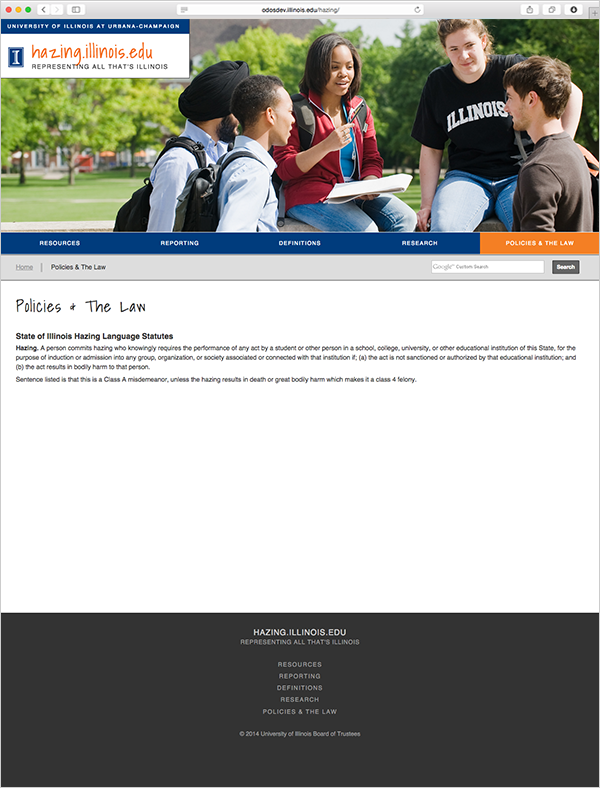 odosdev.illinois.edu/hazing/
UNIVERSITY OF ILLINOIS AT URBANA-CHAMPAIGN
I
hazing.illinois.edu
REPRESENTING ALL THAT'S ILLINOIS
ILLINOIS
RESOURCES REPORTING DEFINITIONS RESEARCH POLICIES & THE LAW
Home | Policies & The Law Google™ Custom Search Search
Policies & The Law
State of Illinois Hazing Language Statutes
Hazing. A person commits hazing who knowingly requires the performance of any act by a student or other person in a school, college, university, or other educational institution of this State, for the
purpose of induction or admission into any group, organization, or society associated or connected with that institution if; (a) the act is not sanctioned or authorized by that educational institution; and
(b) the act results in bodily harm to that person.
Sentence listed is that this is a Class A misdemeanor, unless the hazing results in death or great bodily harm which makes it a class 4 felony.
HAZING.ILLINOIS.EDU
REPRESENTING ALL THAT'S ILLINOIS
RESOURCES
REPORTING
DEFINITIONS
RESEARCH
POLICIES & THE LAW
© 2014 University of Illinois Board of Trustees